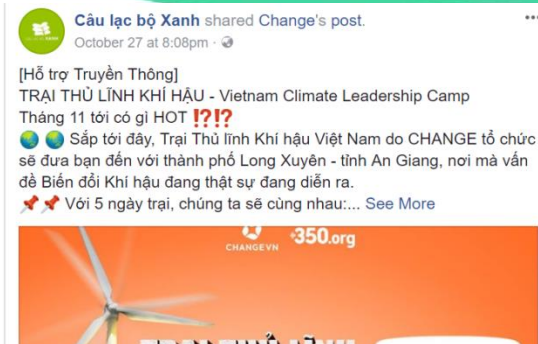 Câu lạc bộ Xanh shared Change's post.
October 27 at 8:08pm ·
[Hỗ trợ Truyền Thông]
TRẠI THỦ LĨNH KHÍ HẬU - Vietnam Climate Leadership Camp
Tháng 11 tới có gì HOT ⁉️⁉️
🌏 🌏 Sắp tới đây, Trại Thủ lĩnh Khí hậu Việt Nam do CHANGE tổ chức
sẽ đưa bạn đến với thành phố Long Xuyên - tỉnh An Giang, nơi mà vấn
đề Biến đổi Khí hậu đang thật sự đang diễn ra.
📌 📌 Với 5 ngày trại, chúng ta sẽ cùng nhau:... See More
CHANGEVN
350.org